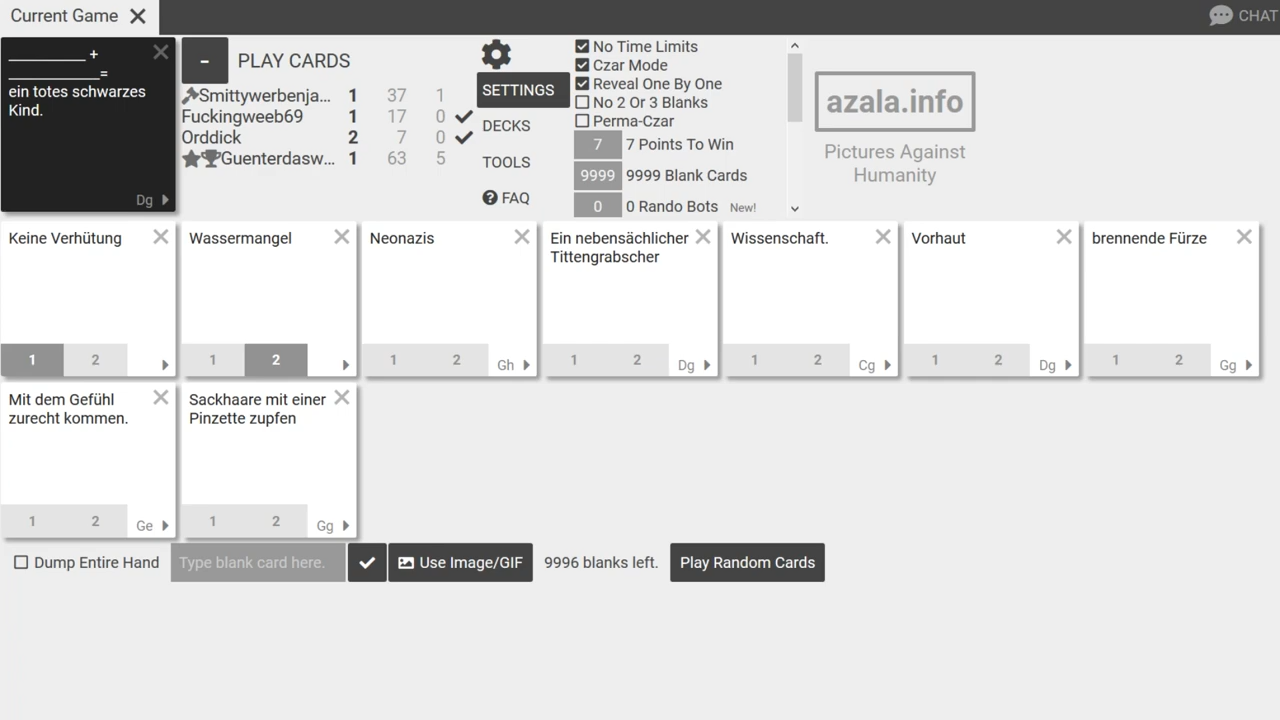 Current Game
CHAT
__________ +
____________=
ein totes schwarzes
Kind.
Dg
- PLAY CARDS
Smittywerbenja... 1 37 1
Fuckingweeb69 1 17 0
Orddick 2 7 0
Guenterdasw... 1 63 5
SETTINGS
DECKS
TOOLS
FAQ
No Time Limits
Czar Mode
Reveal One By One
No 2 Or 3 Blanks
Perma-Czar
7 7 Points To Win
9999 9999 Blank Cards
0 0 Rando Bots New!
azala.info
Pictures Against
Humanity
Keine Verhütung
1 2
Wassermangel
1 2
Neonazis
1 2 Gh
Ein nebensächlicher
Tittengrabscher
1 2 Dg
Wissenschaft.
1 2 Cg
Vorhaut
1 2 Dg
brennende Fürze
1 2 Gg
Mit dem Gefühl
zurecht kommen.
1 2 Ge
Sackhaare mit einer
Pinzette zupfen
1 2 Gg
Dump Entire Hand Type blank card here. Use Image/GIF 9996 blanks left. Play Random Cards